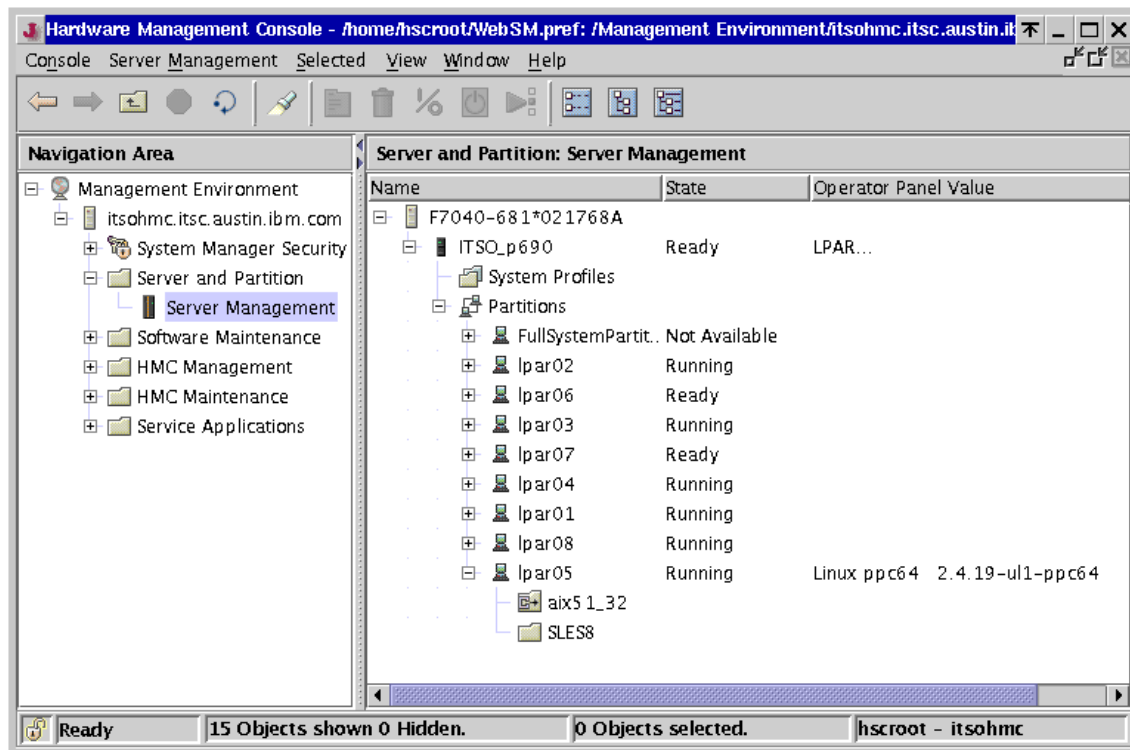 Hardware Management Console - /home/hscroot/WebSM.pref: /Management Environment/itsohmc.itsc.austin.ib
Console Server Management Selected View Window Help
Navigation Area
Management Environment
itsohmc.itsc.austin.ibm.com
System Manager Security
Server and Partition
Server Management
Software Maintenance
HMC Management
HMC Maintenance
Service Applications
Server and Partition: Server Management
Name State Operator Panel Value
F7040-681*021768A
ITSO_p690 Ready LPAR...
System Profiles
Partitions
FullSystemPartit.. Not Available
lpar02 Running
lpar06 Ready
lpar03 Running
lpar07 Ready
lpar04 Running
lpar01 Running
lpar08 Running
lpar05 Running Linux ppc64 2.4.19-ul1-ppc64
aix51_32
SLES8
Ready 15 Objects shown 0 Hidden. 0 Objects selected. hscroot - itsohmc